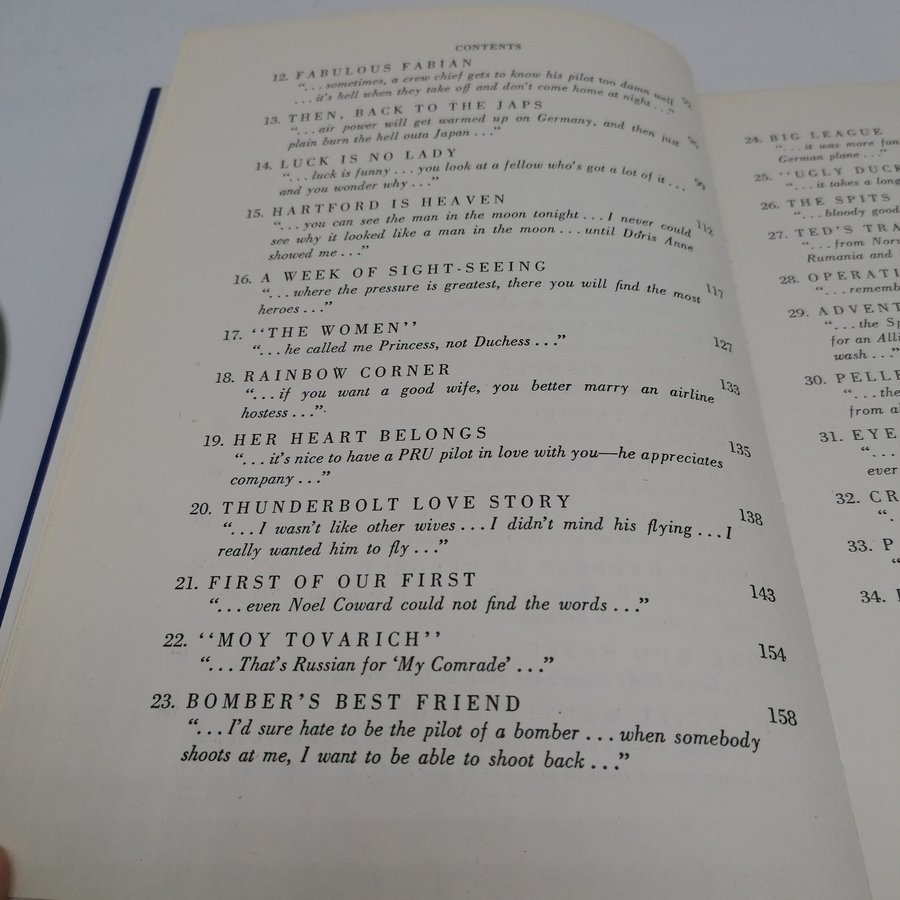 CONTENTS
12. FABULOUS FABIAN
“. . . sometimes, a crew chief gets to know his pilot too damn well
. . . it's hell when they take off and don't come home at night . . .”
13. THEN, BACK TO THE JAPS
“. . . air power will get warmed up on Germany, and then just
plain burn the hell outa Japan . . .”
14. LUCK IS NO LADY 99
“. . . luck is funny . . . you look at a fellow who's got a lot of it . . .
and you wonder why . . .”
15. HARTFORD IS HEAVEN 112
“. . . you can see the man in the moon tonight . . . I never could
see why it looked like a man in the moon . . . until Doris Anne
showed me . . .”
16. A WEEK OF SIGHT-SEEING 117
“. . . where the pressure is greatest, there you will find the most
heroes . . .”
17. “THE WOMEN” 127
“. . . he called me Princess, not Duchess . . .”
18. RAINBOW CORNER 133
“. . . if you want a good wife, you better marry an airline
hostess . . .”
19. HER HEART BELONGS 135
“. . . it's nice to have a PRU pilot in love with you—he appreciates
company . . .”
20. THUNDERBOLT LOVE STORY 138
“. . . I wasn't like other wives . . . I didn't mind his flying . . . I
really wanted him to fly . . .”
21. FIRST OF OUR FIRST 143
“. . . even Noel Coward could not find the words . . .”
22. “MOY TOVARICH” 154
“. . . That's Russian for ‘My Comrade’ . . .”
23. BOMBER'S BEST FRIEND 158
“. . . I'd sure hate to be the pilot of a bomber . . . when somebody
shoots at me, I want to be able to shoot back . . .”
24. BIG LEAGUE
“. . . it was more fun
German plane . . .”
25. “UGLY DUCK
“. . . it takes a long
26. THE SPITS
“. . . bloody good
27. TED'S TRA
“. . . from Nor
Rumania and
28. OPERATI
“. . . rememb
29. ADVENT
“. . . the Sp
for an Alli
wash . . .”
30. PELLE
“. . . the
from a
31. EYE
“. . .
ever
32. CR
“.
33. P
“
34.